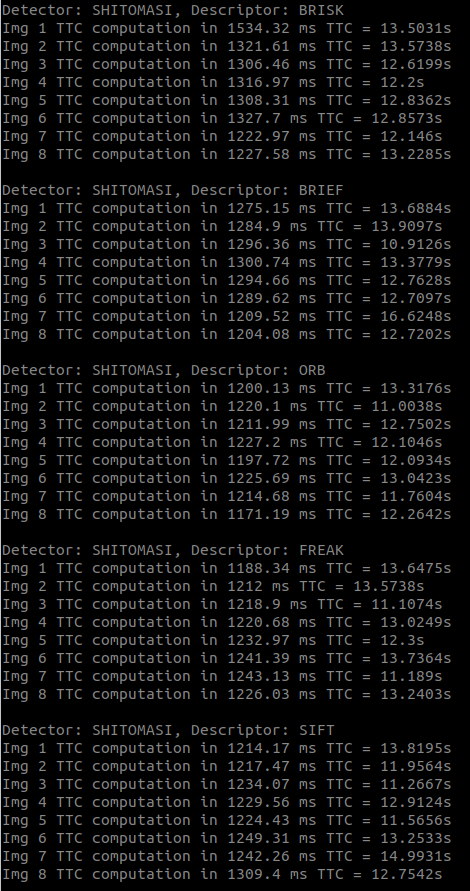 Detector: SHITOMASI, Descriptor: BRISK
Img 1 TTC computation in 1534.32 ms TTC = 13.5031s
Img 2 TTC computation in 1321.61 ms TTC = 13.5738s
Img 3 TTC computation in 1306.46 ms TTC = 12.6199s
Img 4 TTC computation in 1316.97 ms TTC = 12.2s
Img 5 TTC computation in 1308.31 ms TTC = 12.8362s
Img 6 TTC computation in 1327.7 ms TTC = 12.8573s
Img 7 TTC computation in 1222.97 ms TTC = 12.146s
Img 8 TTC computation in 1227.58 ms TTC = 13.2285s

Detector: SHITOMASI, Descriptor: BRIEF
Img 1 TTC computation in 1275.15 ms TTC = 13.6884s
Img 2 TTC computation in 1284.9 ms TTC = 13.9097s
Img 3 TTC computation in 1296.36 ms TTC = 10.9126s
Img 4 TTC computation in 1300.74 ms TTC = 13.3779s
Img 5 TTC computation in 1294.66 ms TTC = 12.7628s
Img 6 TTC computation in 1289.62 ms TTC = 12.7097s
Img 7 TTC computation in 1209.52 ms TTC = 16.6248s
Img 8 TTC computation in 1204.08 ms TTC = 12.7202s

Detector: SHITOMASI, Descriptor: ORB
Img 1 TTC computation in 1200.13 ms TTC = 13.3176s
Img 2 TTC computation in 1220.1 ms TTC = 11.0038s
Img 3 TTC computation in 1211.99 ms TTC = 12.7502s
Img 4 TTC computation in 1227.2 ms TTC = 12.1046s
Img 5 TTC computation in 1197.72 ms TTC = 12.0934s
Img 6 TTC computation in 1225.69 ms TTC = 13.0423s
Img 7 TTC computation in 1214.68 ms TTC = 11.7604s
Img 8 TTC computation in 1171.19 ms TTC = 12.2642s

Detector: SHITOMASI, Descriptor: FREAK
Img 1 TTC computation in 1188.34 ms TTC = 13.6475s
Img 2 TTC computation in 1212 ms TTC = 13.5738s
Img 3 TTC computation in 1218.9 ms TTC = 11.1074s
Img 4 TTC computation in 1220.68 ms TTC = 13.0249s
Img 5 TTC computation in 1232.97 ms TTC = 12.3s
Img 6 TTC computation in 1241.39 ms TTC = 13.7364s
Img 7 TTC computation in 1243.13 ms TTC = 11.189s
Img 8 TTC computation in 1226.03 ms TTC = 13.2403s

Detector: SHITOMASI, Descriptor: SIFT
Img 1 TTC computation in 1214.17 ms TTC = 13.8195s
Img 2 TTC computation in 1217.47 ms TTC = 11.9564s
Img 3 TTC computation in 1234.07 ms TTC = 11.2667s
Img 4 TTC computation in 1229.56 ms TTC = 12.9124s
Img 5 TTC computation in 1224.43 ms TTC = 11.5656s
Img 6 TTC computation in 1249.31 ms TTC = 13.2533s
Img 7 TTC computation in 1242.26 ms TTC = 14.9931s
Img 8 TTC computation in 1309.4 ms TTC = 12.7542s